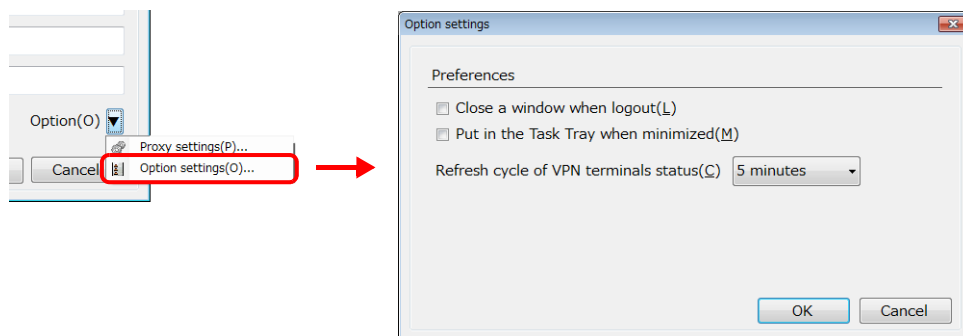 Option(O)
Proxy settings(P)...
Cancel
Option settings(O)...
Option settings
Preferences
Close a window when logout(L)
Put in the Task Tray when minimized(M)
Refresh cycle of VPN terminals status(C) 5 minutes
OK Cancel